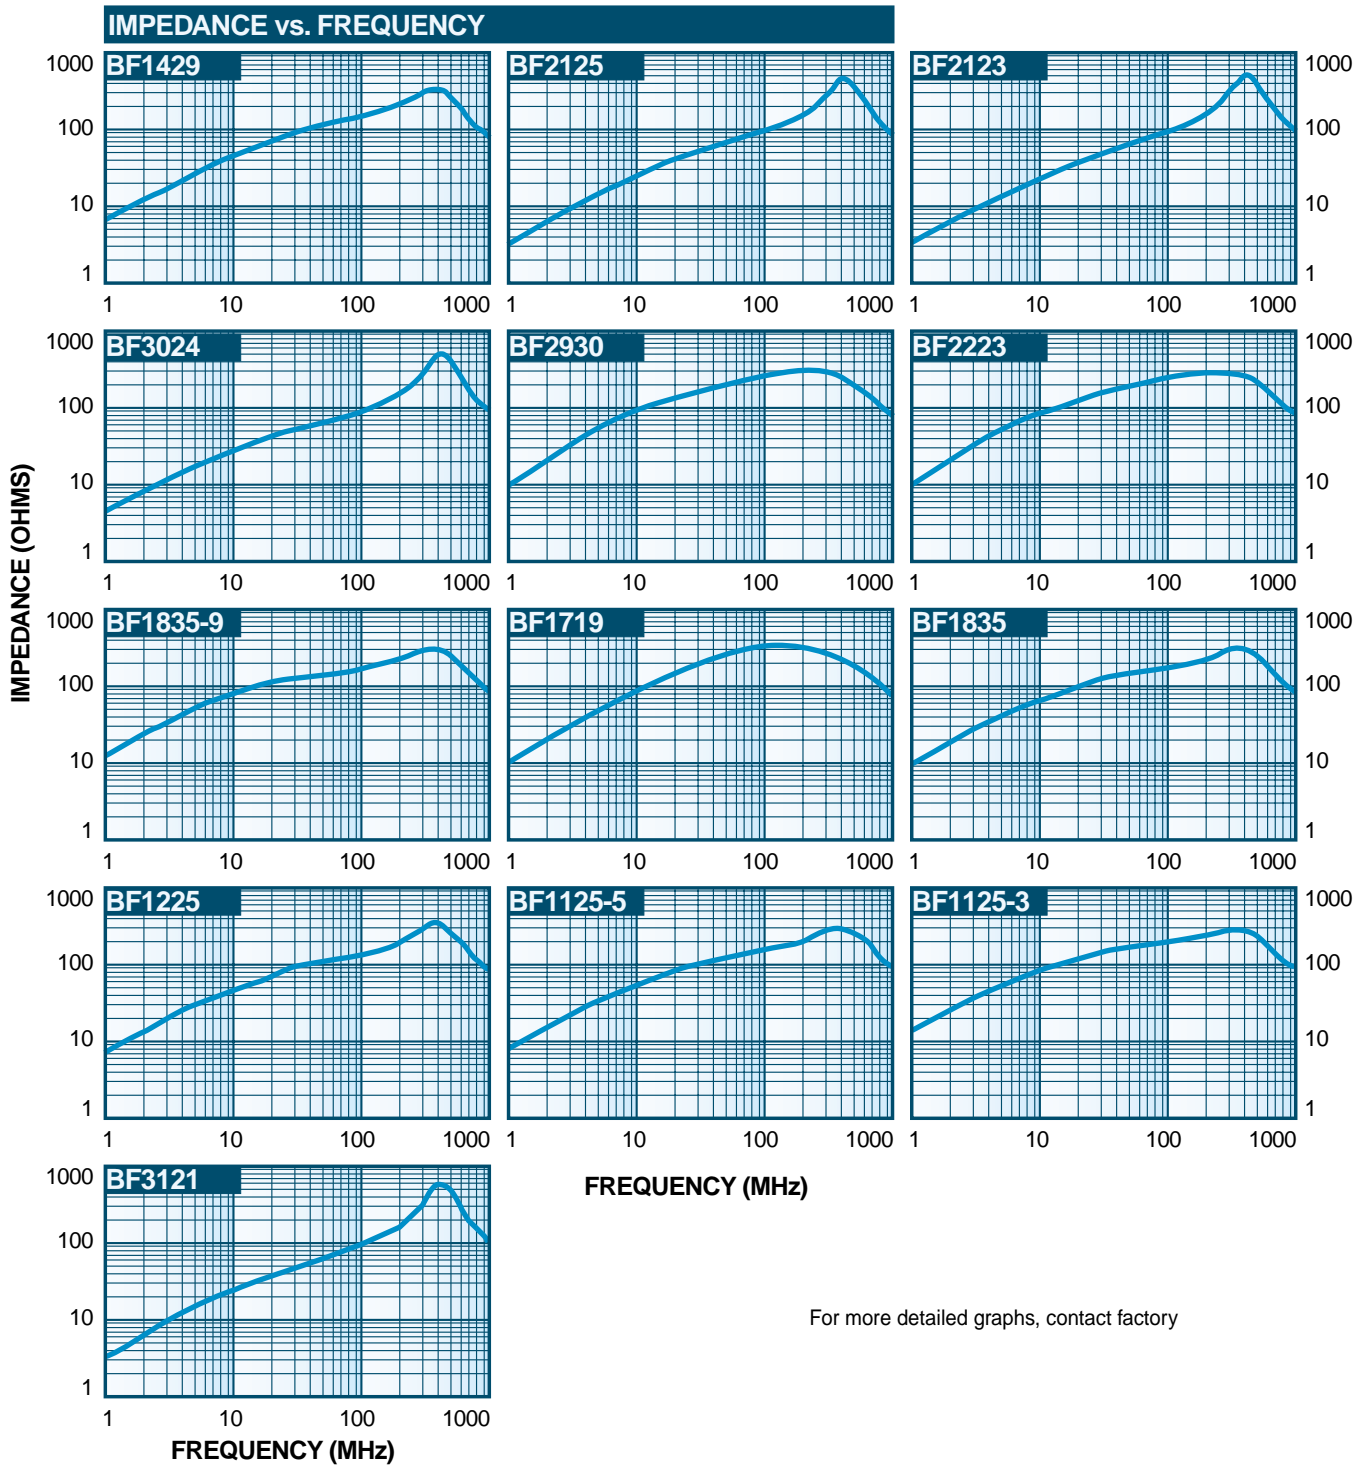 IMPEDANCE vs. FREQUENCY
1000 BF1429 BF2125 BF2123 1000
100 100
10 10
1 1
1 10 100 1000 1 10 100 1000 1 10 100 1000
1000 BF3024 BF2930 BF2223 1000
100 100
10 10
1 1
1 10 100 1000 1 10 100 1000 1 10 100 1000
IMPEDANCE (OHMS)
1000 BF1835-9 BF1719 BF1835 1000
100 100
10 10
1 1
1 10 100 1000 1 10 100 1000 1 10 100 1000
1000 BF1225 BF1125-5 BF1125-3 1000
100 100
10 10
1 1
1 10 100 1000 1 10 100 1000 1 10 100 1000
FREQUENCY (MHz)
1000 BF3121
100
10
1
1 10 100 1000
FREQUENCY (MHz)
For more detailed graphs, contact factory